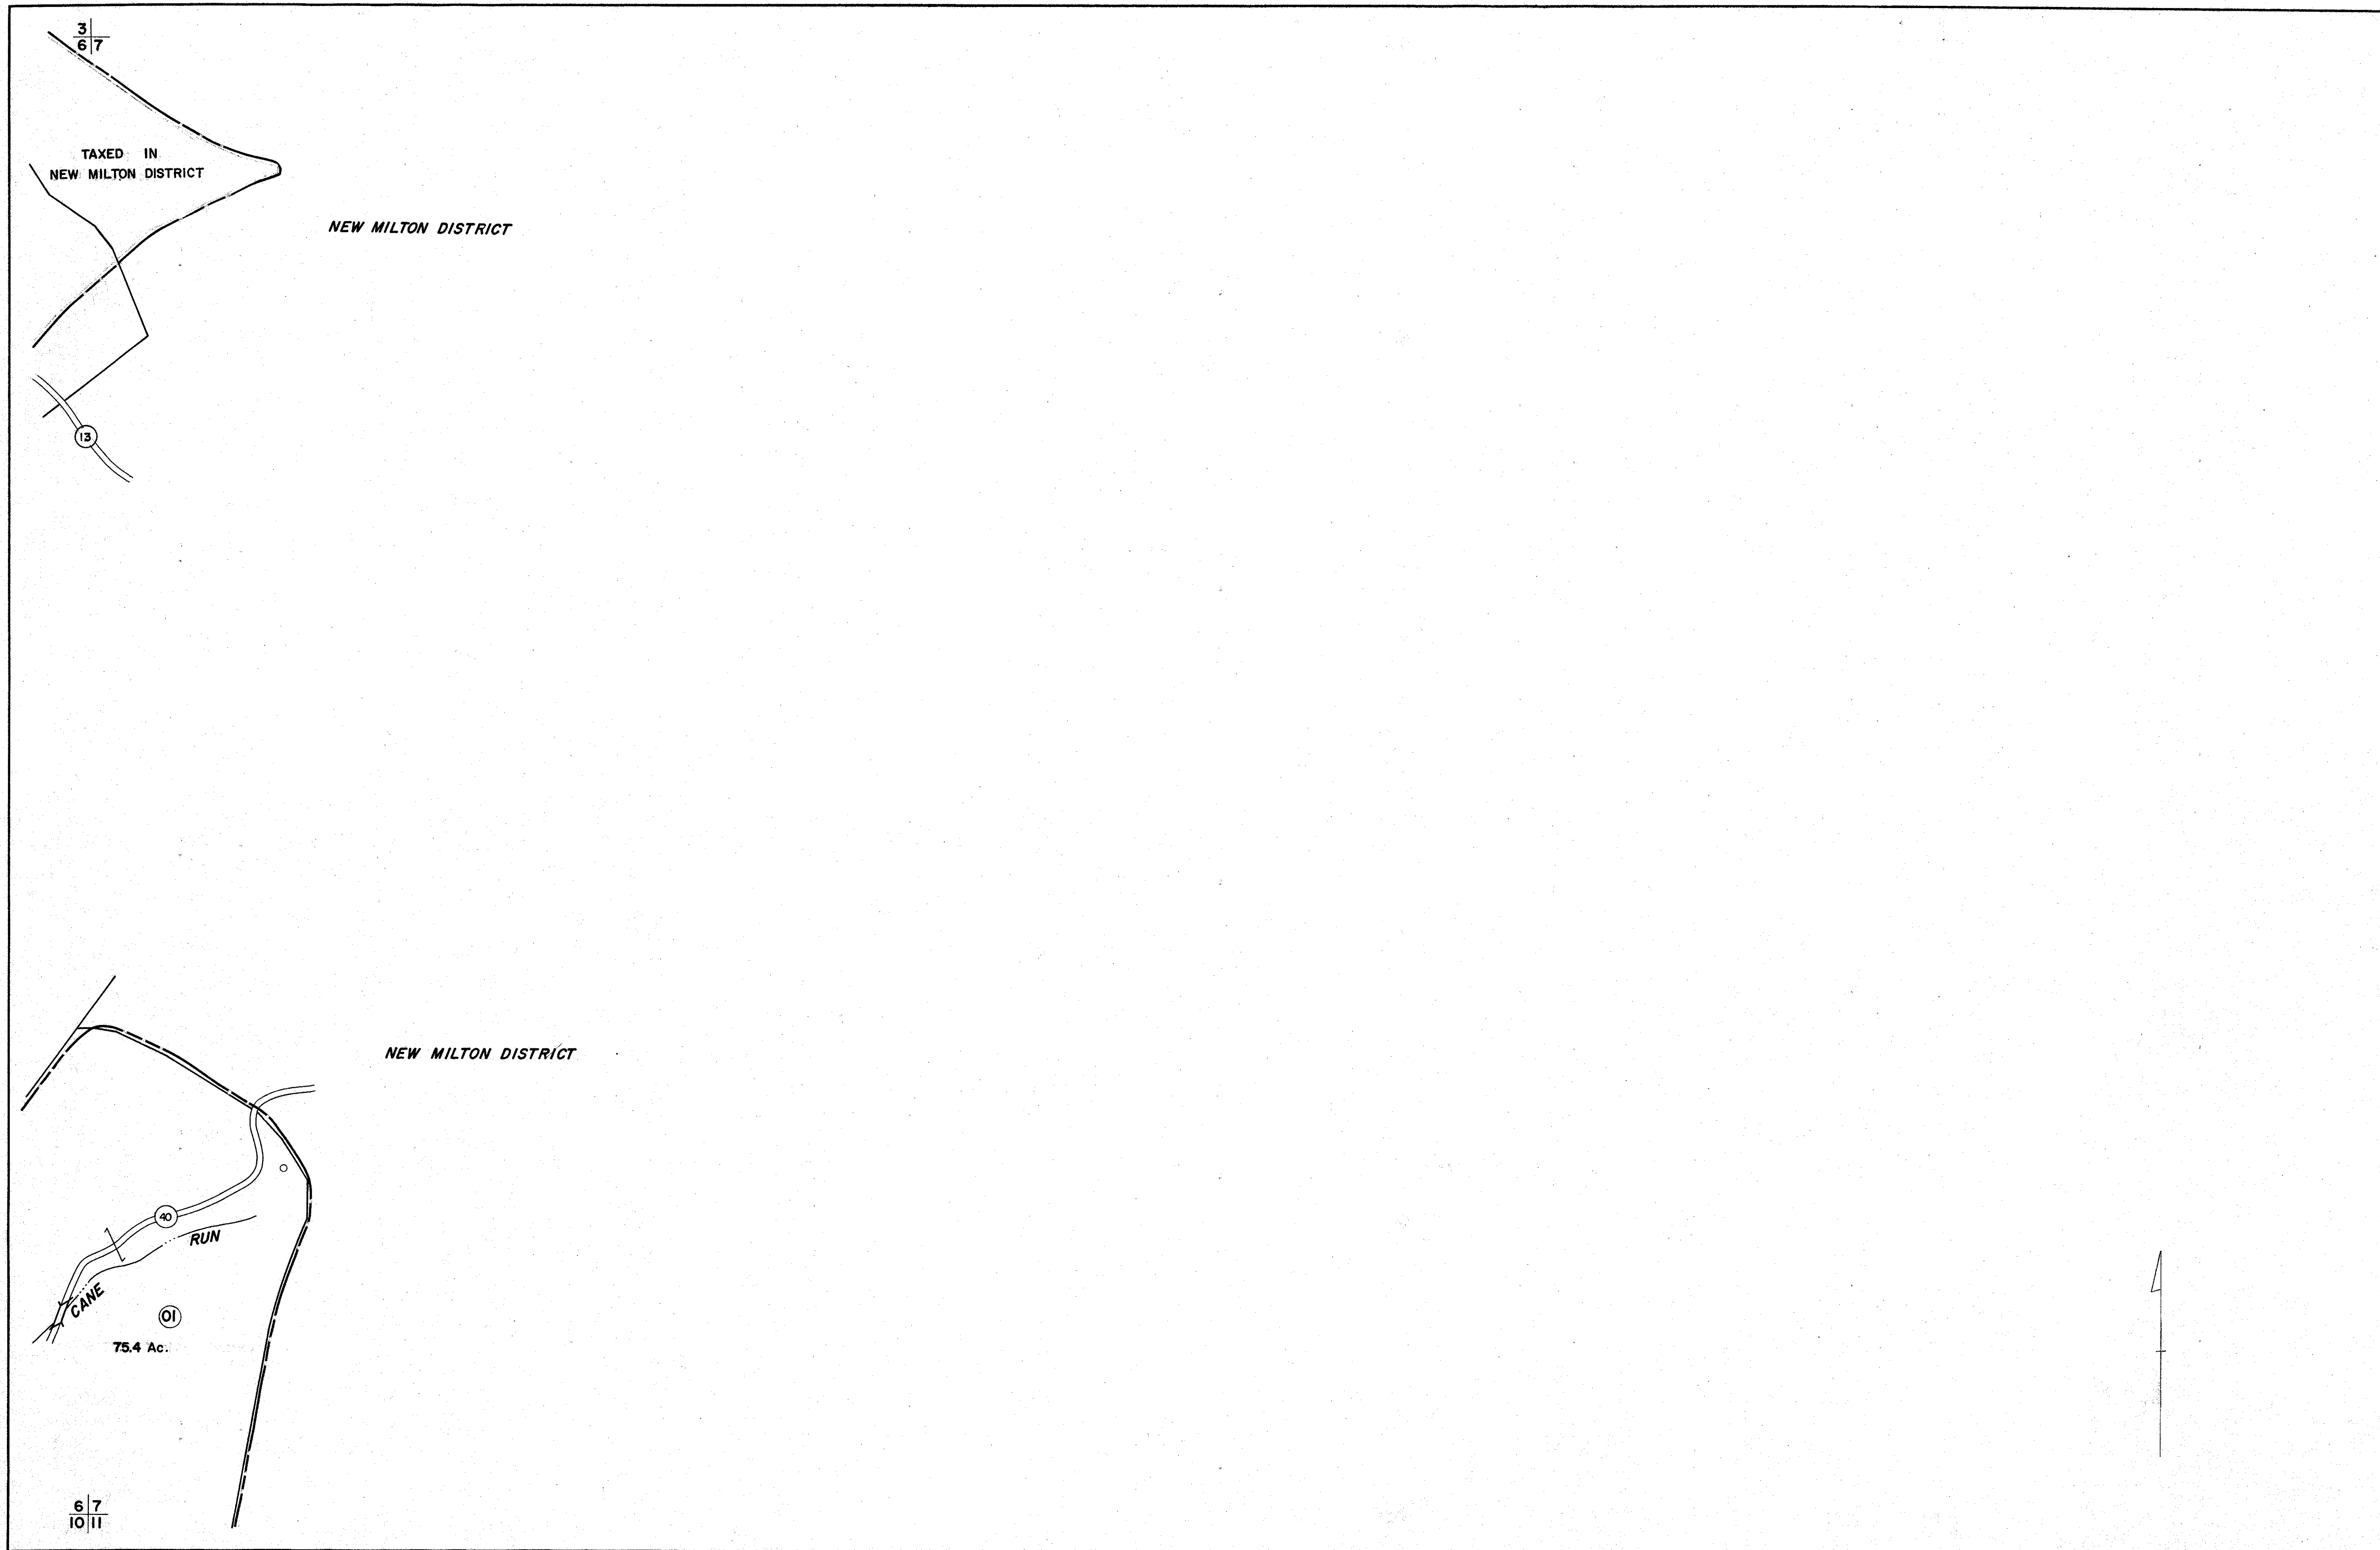 3
6 7
TAXED IN
NEW MILTON DISTRICT
NEW MILTON DISTRICT
13
NEW MILTON DISTRICT
40
RUN
CANE
01
75.4 Ac.
6 7
10 11